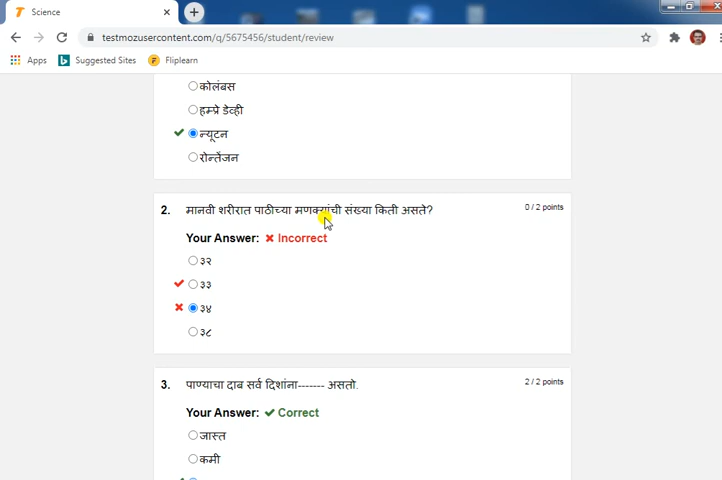 Science
testmozusercontent.com/q/5675456/student/review
Apps Suggested Sites Fliplearn
कोलंबस
हम्प्रे डेव्ही
न्यूटन
रोन्तेंजन
2. मानवी शरीरात पाठीच्या मणक्यांची संख्या किती असते? 0 / 2 points
Your Answer: Incorrect
३२
३३
३४
३८
3. पाण्याचा दाब सर्व दिशांना------- असतो. 2 / 2 points
Your Answer: Correct
जास्त
कमी